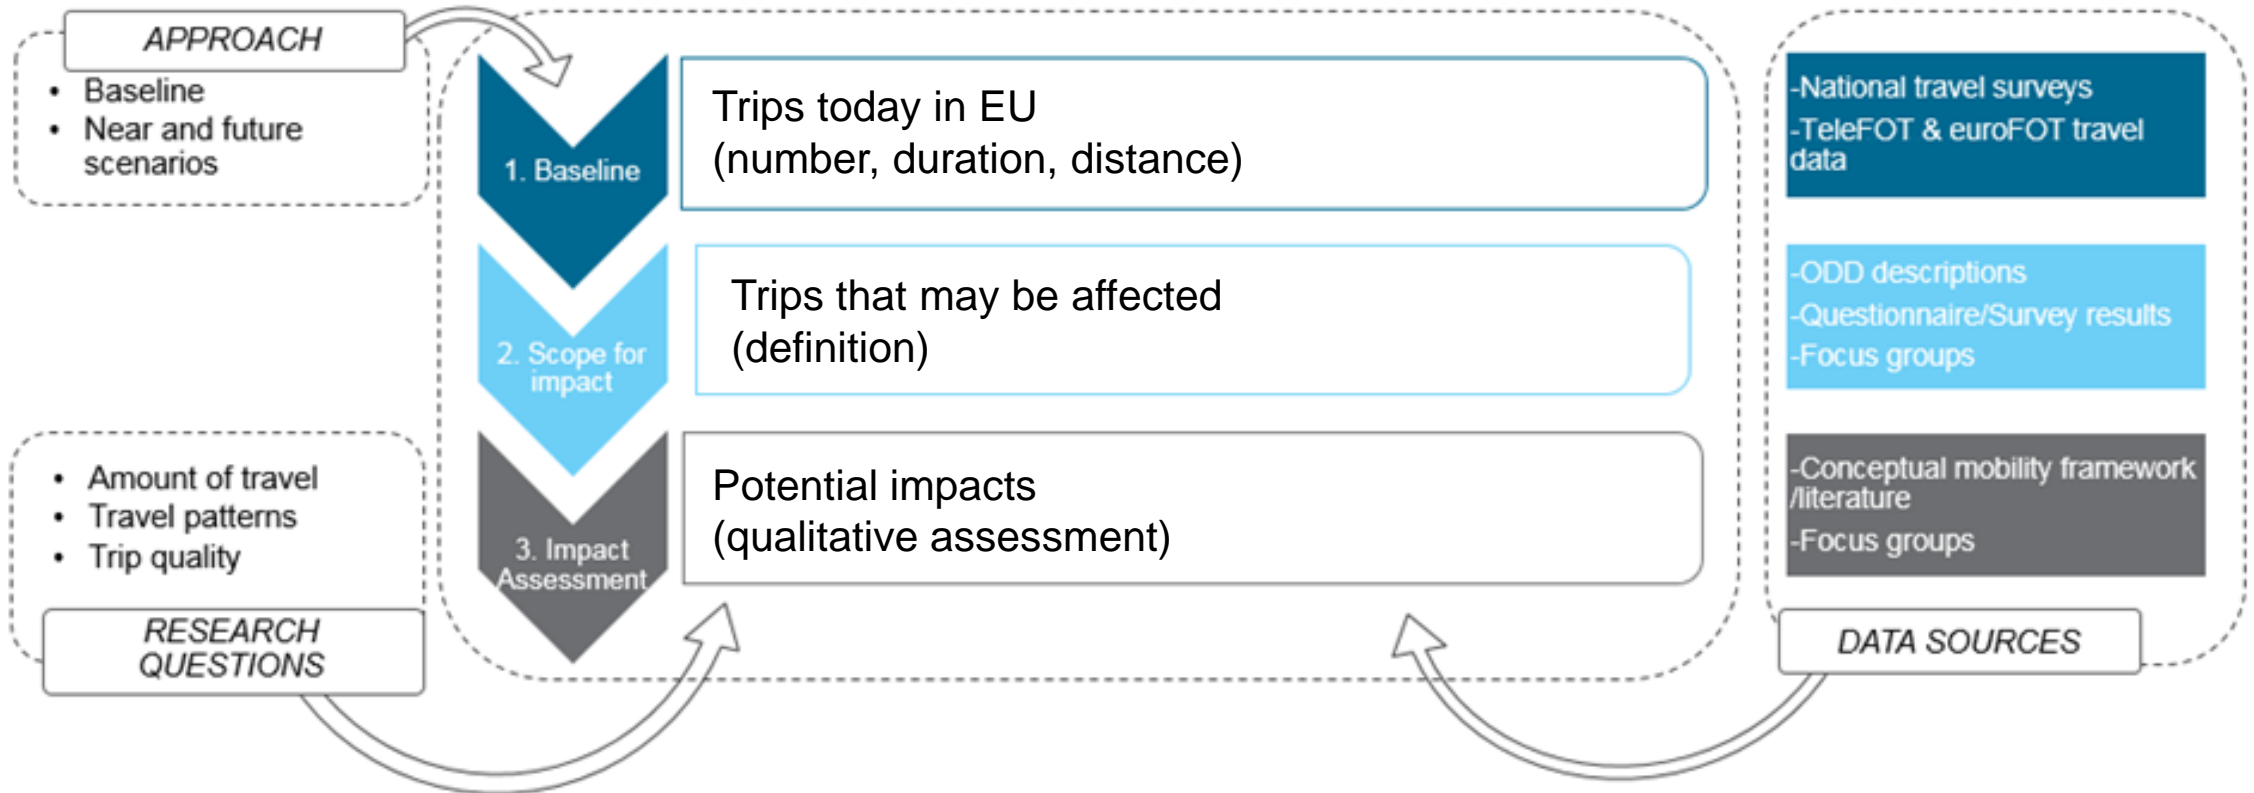 APPROACH
• Baseline
• Near and future
scenarios
1. Baseline
Trips today in EU
(number, duration, distance)
-National travel surveys
-TeleFOT & euroFOT travel
data
2. Scope for
impact
Trips that may be affected
(definition)
-ODD descriptions
-Questionnaire/Survey results
-Focus groups
• Amount of travel
• Travel patterns
• Trip quality
RESEARCH
QUESTIONS
3. Impact
Assessment
Potential impacts
(qualitative assessment)
-Conceptual mobility framework
/literature
-Focus groups
DATA SOURCES